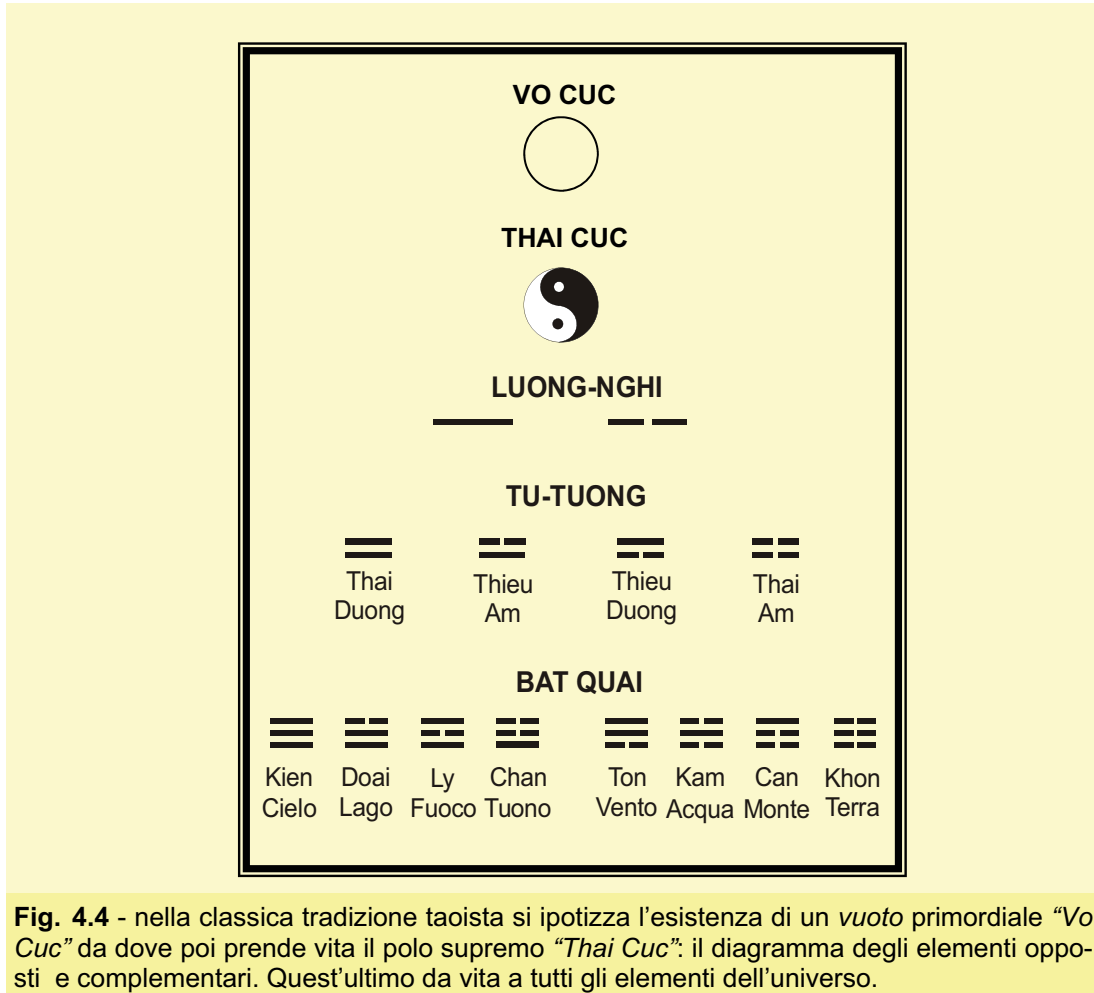 VO CUC
THAI CUC
LUONG-NGHI
TU-TUONG
Thai Thieu Thieu Thai
Duong Am Duong Am
BAT QUAI
Kien Doai Ly Chan Ton Kam Can Khon
Cielo Lago Fuoco Tuono Vento Acqua Monte Terra
Fig. 4.4 - nella classica tradizione taoista si ipotizza l’esistenza di un vuoto primordiale “Vo
Cuc” da dove poi prende vita il polo supremo “Thai Cuc”: il diagramma degli elementi oppo-
sti e complementari. Quest’ultimo da vita a tutti gli elementi dell’universo.